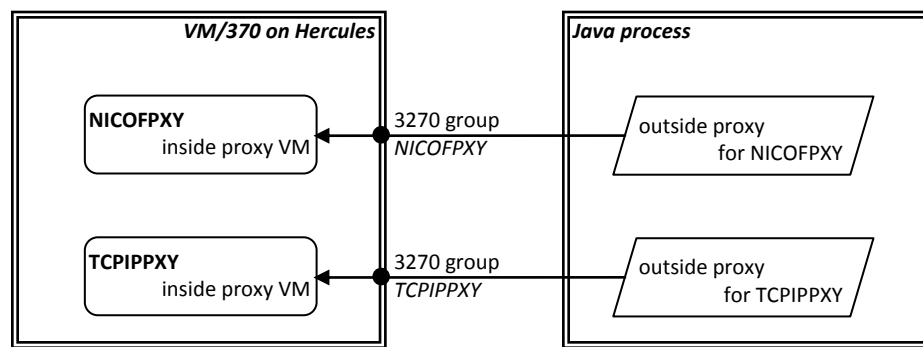 VM/370 on Hercules
Java process
NICOFPXY
inside proxy VM
3270 group
NICOFPXY
outside proxy
for NICOFPXY
TCPIPPXY
inside proxy VM
3270 group
TCPIPPXY
outside proxy
for TCPIPPXY